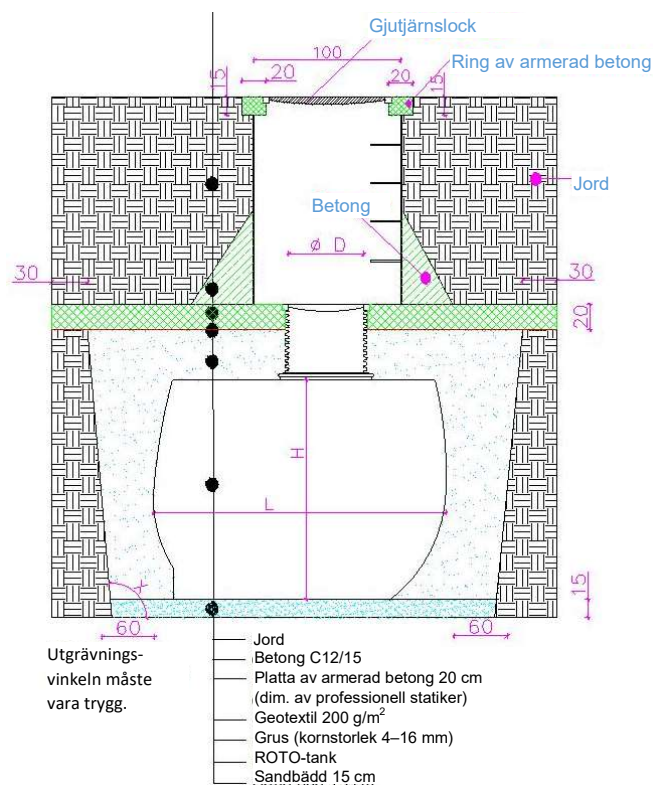 Gjutjärnslock
100
Ring av armerad betong
15
20
20
15
Jord
Betong
ø D
30
30
20
H
L
15
60
60
Utgrävnings-
vinkeln måste
vara trygg.
Jord
Betong C12/15
Platta av armerad betong 20 cm
(dim. av professionell statiker)
Geotextil 200 g/m²
Grus (kornstorlek 4–16 mm)
ROTO-tank
Sandbädd 15 cm